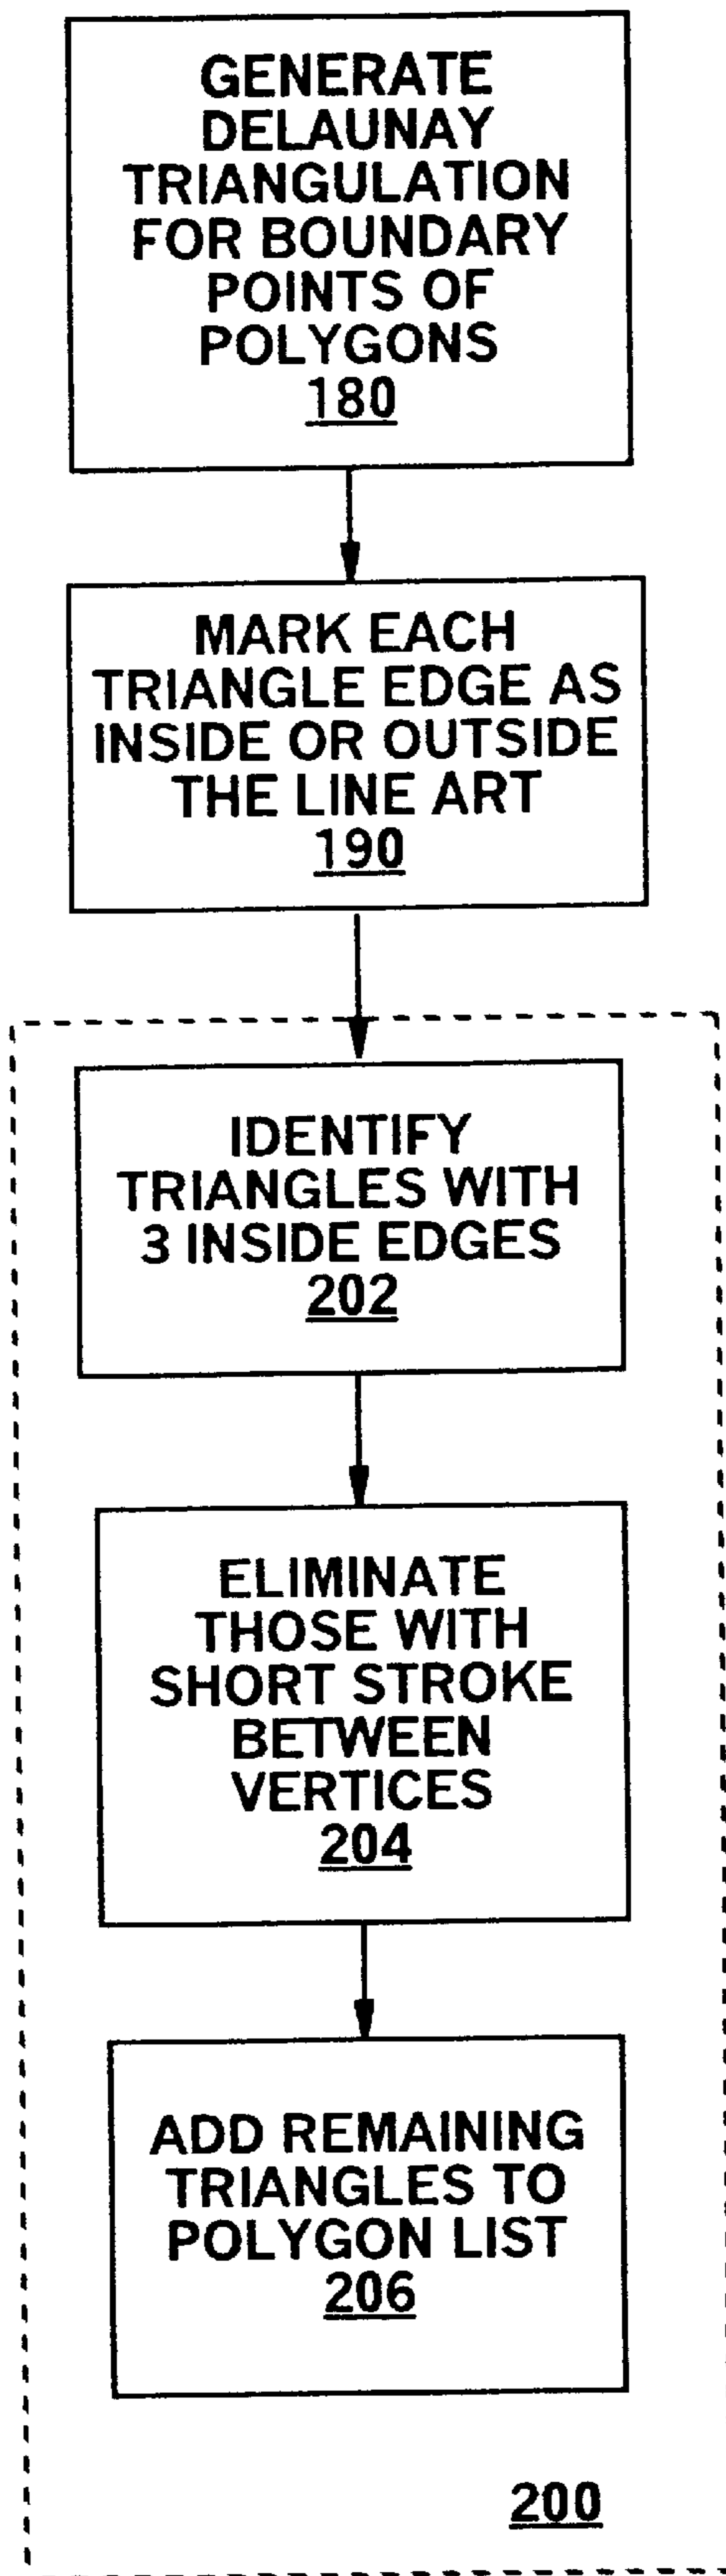 GENERATE
DELAUNAY
TRIANGULATION
FOR BOUNDARY
POINTS OF
POLYGONS
180
MARK EACH
TRIANGLE EDGE AS
INSIDE OR OUTSIDE
THE LINE ART
190
IDENTIFY
TRIANGLES WITH
3 INSIDE EDGES
202
ELIMINATE
THOSE WITH
SHORT STROKE
BETWEEN
VERTICES
204
ADD REMAINING
TRIANGLES TO
POLYGON LIST
206
200